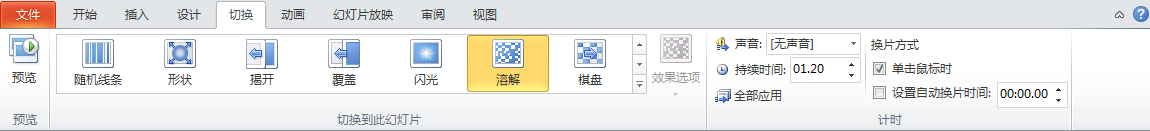 文件 开始 插入 设计 切换 动画 幻灯片放映 审阅 视图
预览
随机线条 形状 揭开 覆盖 闪光 溶解 棋盘
效果选项
声音: [无声音]
持续时间: 01.20
全部应用
换片方式
单击鼠标时
设置自动换片时间: 00:00.00
预览 切换到此幻灯片 计时